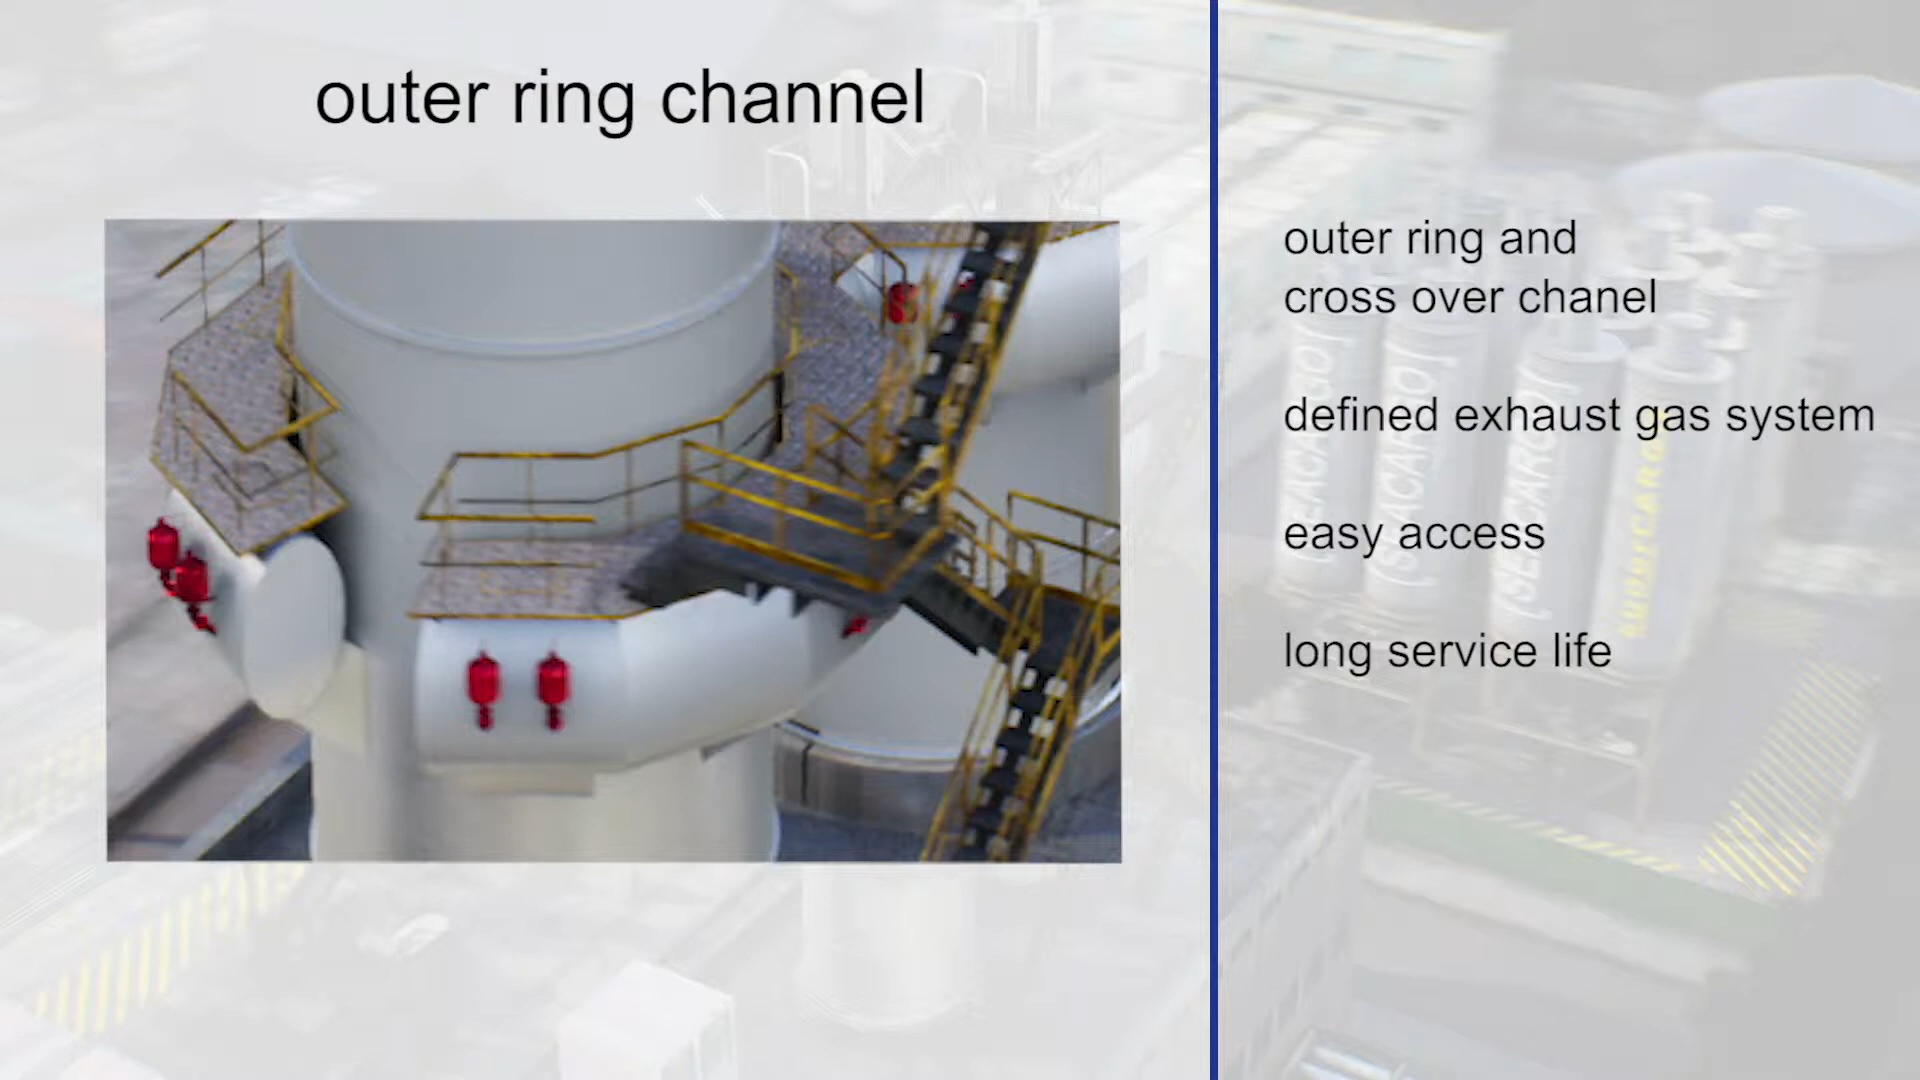 outer ring channel
outer ring and
cross over chanel
defined exhaust gas system
easy access
long service life